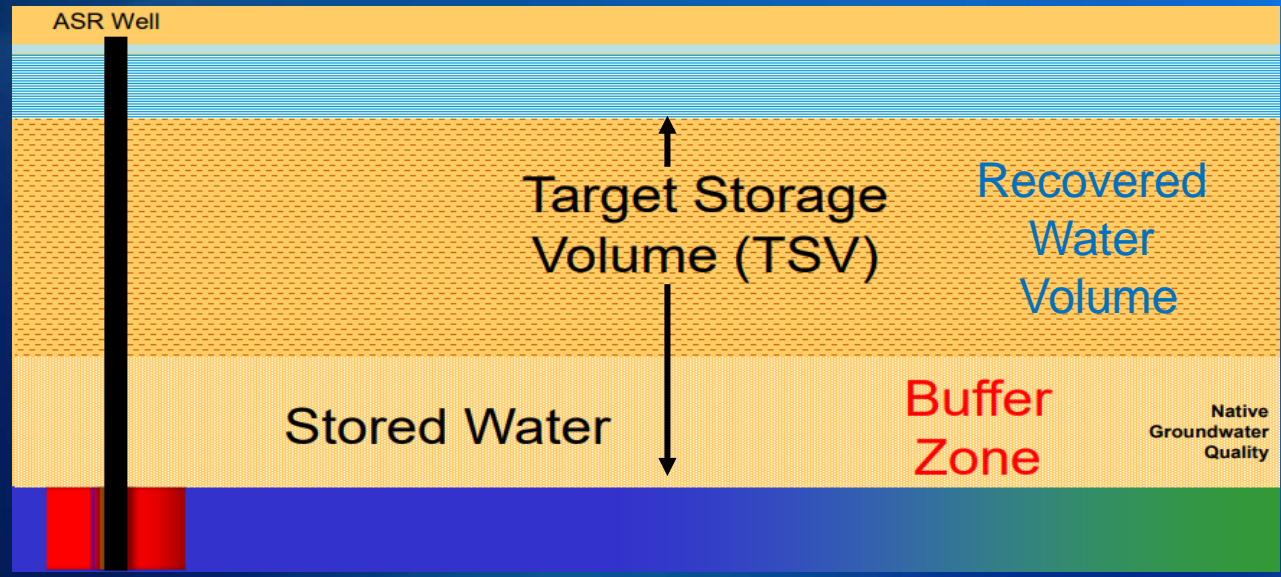 ASR Well
Target Storage
Volume (TSV)
Recovered
Water
Volume
Stored Water
Buffer
Zone
Native
Groundwater
Quality